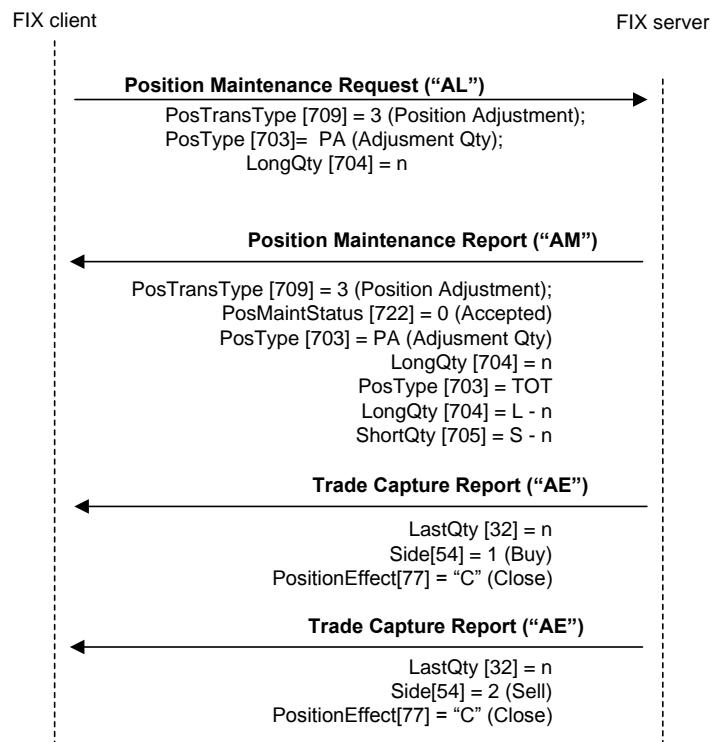 FIX client
FIX server
Position Maintenance Request (“AL”)
PosTransType [709] = 3 (Position Adjustment);
PosType [703]= PA (Adjusment Qty);
LongQty [704] = n
Position Maintenance Report (“AM”)
PosTransType [709] = 3 (Position Adjustment);
PosMaintStatus [722] = 0 (Accepted)
PosType [703] = PA (Adjusment Qty)
LongQty [704] = n
PosType [703] = TOT
LongQty [704] = L - n
ShortQty [705] = S - n
Trade Capture Report (“AE”)
LastQty [32] = n
Side[54] = 1 (Buy)
PositionEffect[77] = “C” (Close)
Trade Capture Report (“AE”)
LastQty [32] = n
Side[54] = 2 (Sell)
PositionEffect[77] = “C” (Close)